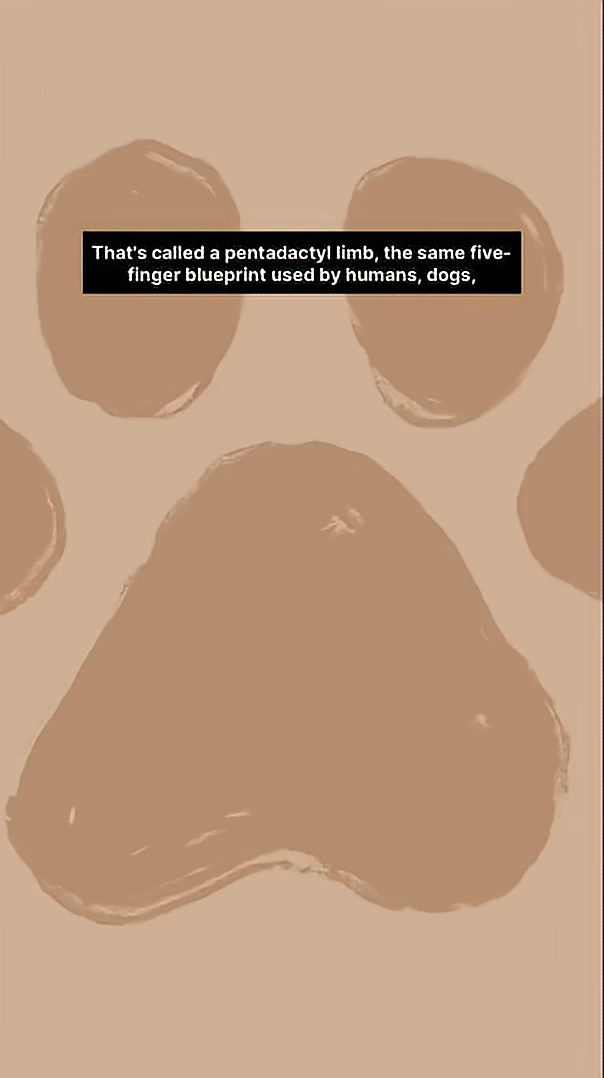 That's called a pentadactyl limb, the same five-
finger blueprint used by humans, dogs,